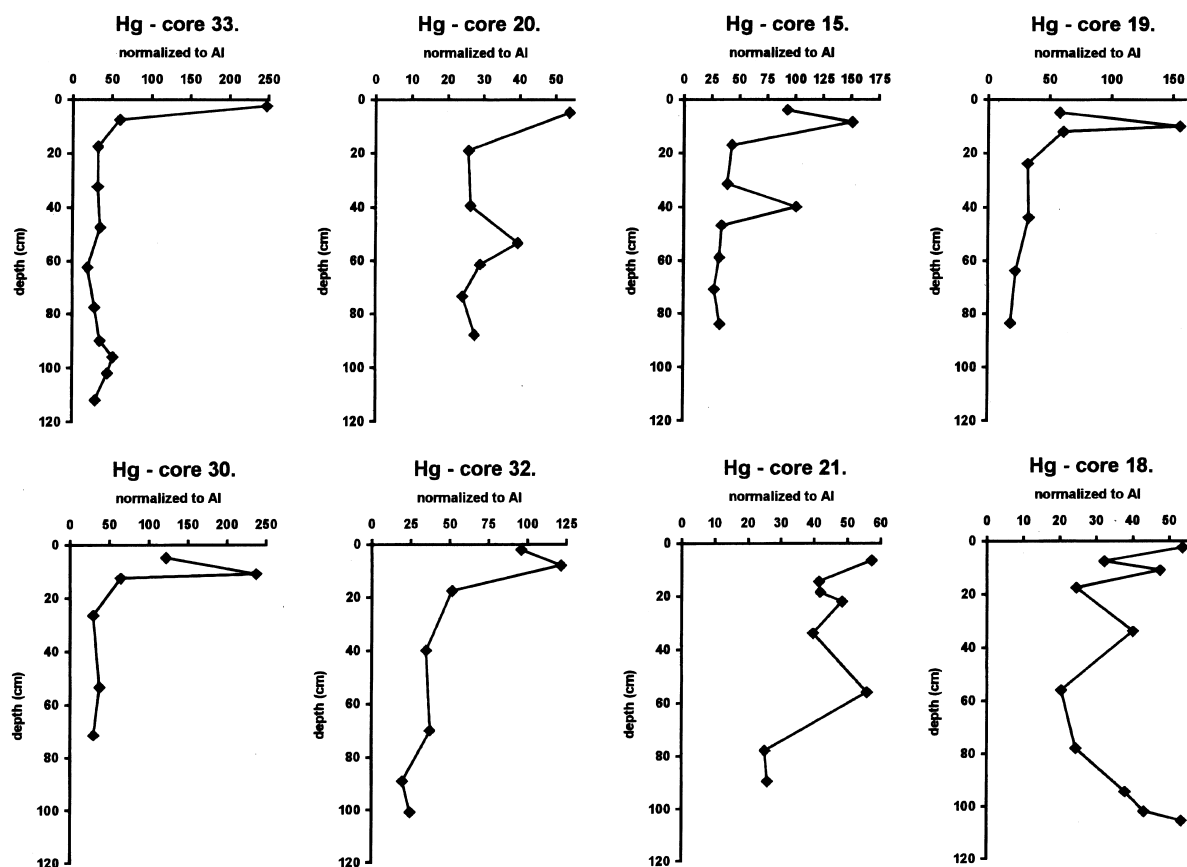 Hg - core 33.
normalized to Al
0 50 100 150 200 250
0
20
40
60
80
100
120
depth (cm)
Hg - core 20.
normalized to Al
0 10 20 30 40 50
0
20
40
60
80
100
120
depth (cm)
Hg - core 15.
normalized to Al
0 25 50 75 100 125 150 175
0
20
40
60
80
100
120
depth (cm)
Hg - core 19.
normalized to Al
0 50 100 150
0
20
40
60
80
100
120
depth (cm)
Hg - core 30.
normalized to Al
0 50 100 150 200 250
0
20
40
60
80
100
120
depth (cm)
Hg - core 32.
normalized to Al
0 25 50 75 100 125
0
20
40
60
80
100
120
depth (cm)
Hg - core 21.
normalized to Al
0 10 20 30 40 50 60
0
20
40
60
80
100
120
depth (cm)
Hg - core 18.
normalized to Al
0 10 20 30 40 50
0
20
40
60
80
100
120
depth (cm)